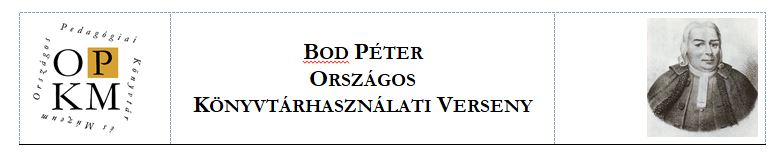 Országos Pedagógiai Könyvtár és Múzeum
OP
KM
BOD PÉTER
ORSZÁGOS
KÖNYVTÁRHASZNÁLATI VERSENY